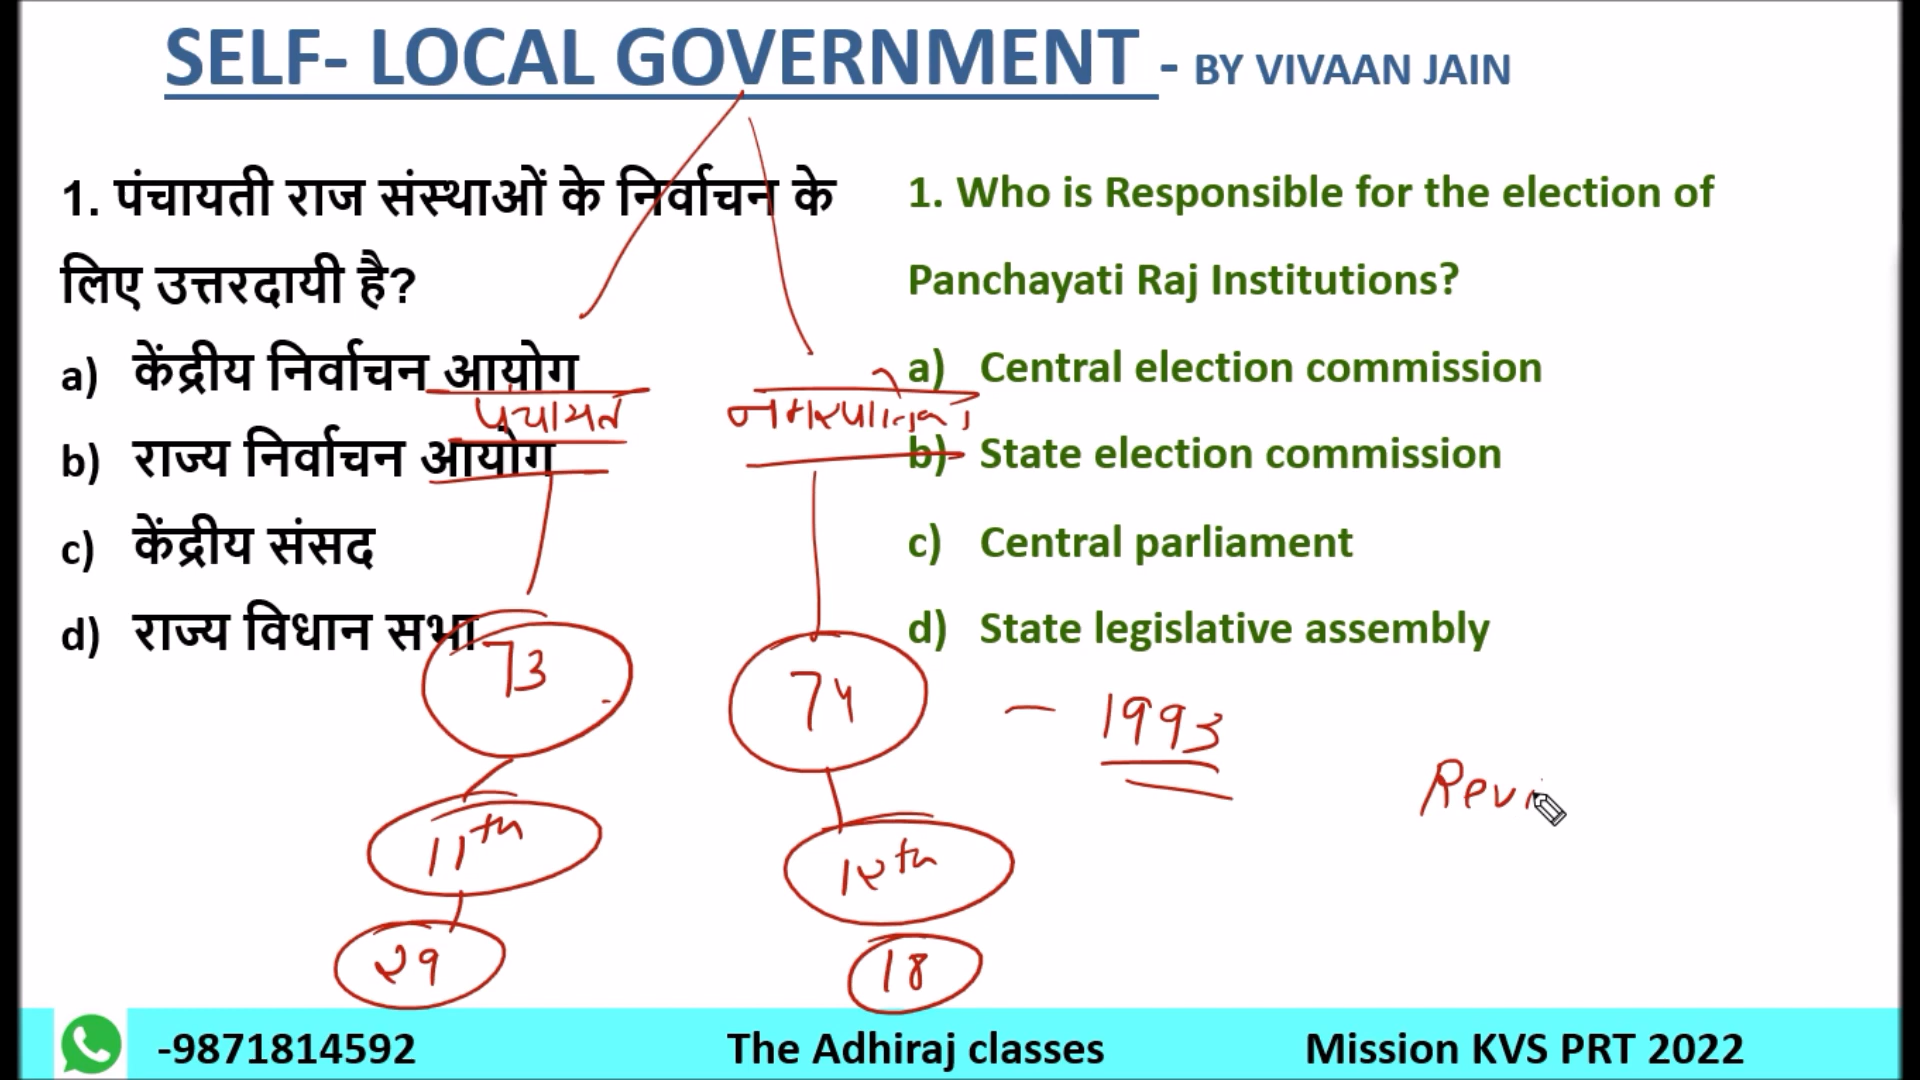 SELF- LOCAL GOVERNMENT - BY VIVAAN JAIN
1. पंचायती राज संस्थाओं के निर्वाचन के
लिए उत्तरदायी है?
a) केंद्रीय निर्वाचन आयोग
b) राज्य निर्वाचन आयोग
c) केंद्रीय संसद
d) राज्य विधान सभा
1. Who is Responsible for the election of
Panchayati Raj Institutions?
a) Central election commission
b) State election commission
c) Central parliament
d) State legislative assembly
पंचायत
73
74
- 1993
11th
12th
29
18
-9871814592 The Adhiraj classes Mission KVS PRT 2022